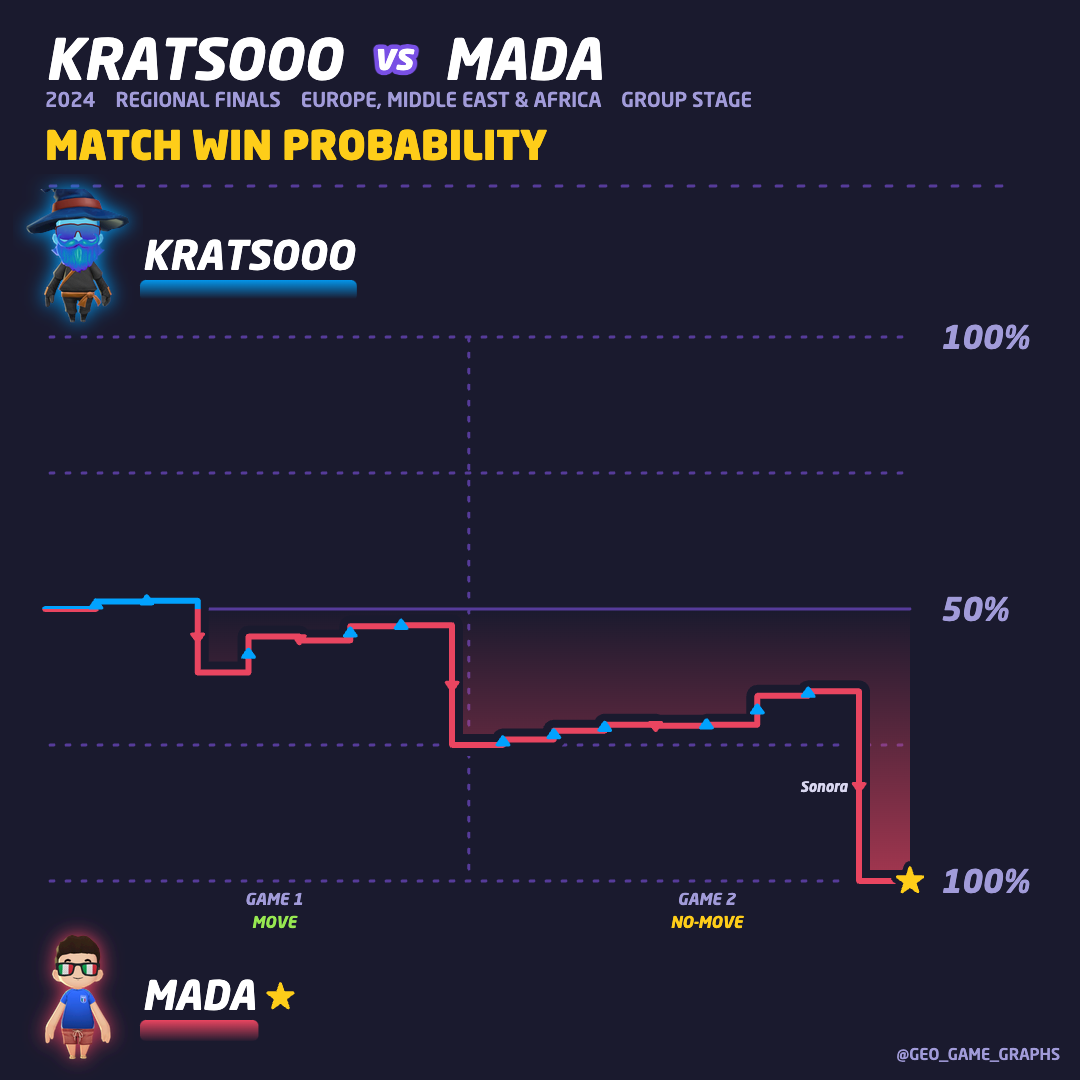 KRATSOOO VS MADA
2024 REGIONAL FINALS EUROPE, MIDDLE EAST & AFRICA GROUP STAGE
MATCH WIN PROBABILITY
KRATSOOO
100%
50%
Sonora
100%
GAME 1
MOVE
GAME 2
NO-MOVE
MADA
@GEO_GAME_GRAPHS